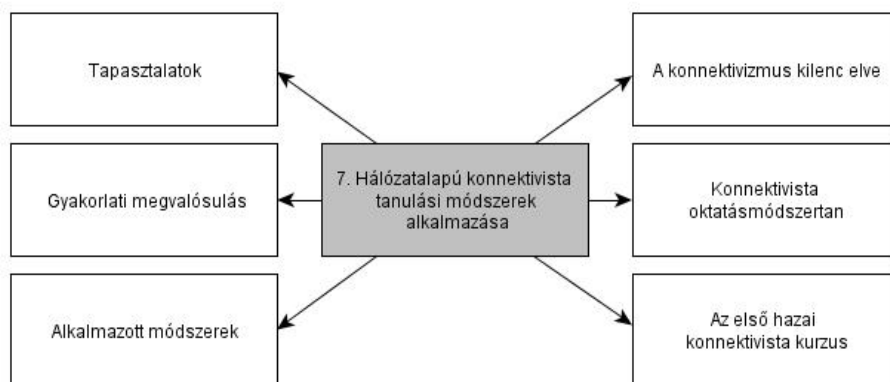 Tapasztalatok
A konnektivizmus kilenc elve
7. Hálózatalapú konnektivista
tanulási módszerek
alkalmazása
Gyakorlati megvalósulás
Konnektivista
oktatásmódszertan
Alkalmazott módszerek
Az első hazai
konnektivista kurzus